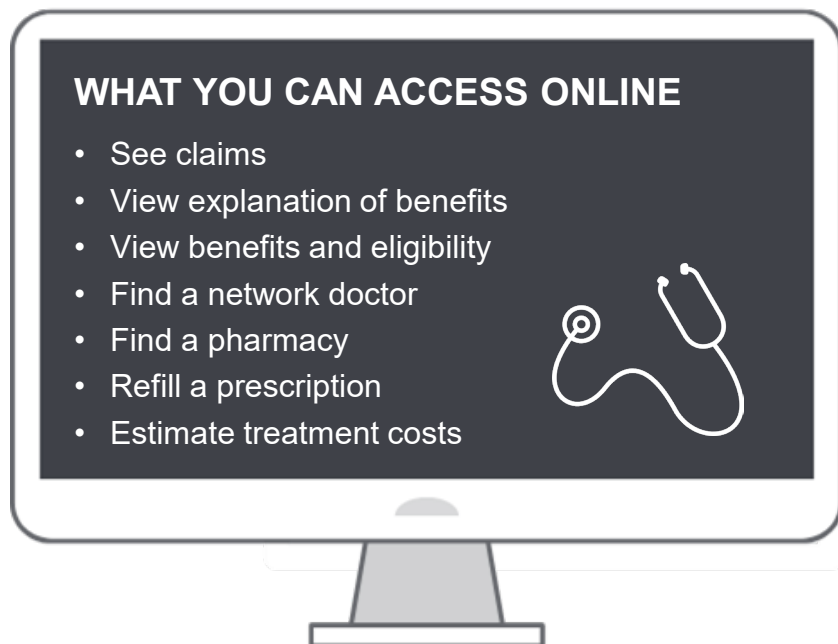 WHAT YOU CAN ACCESS ONLINE
• See claims
• View explanation of benefits
• View benefits and eligibility
• Find a network doctor
• Find a pharmacy
• Refill a prescription
• Estimate treatment costs